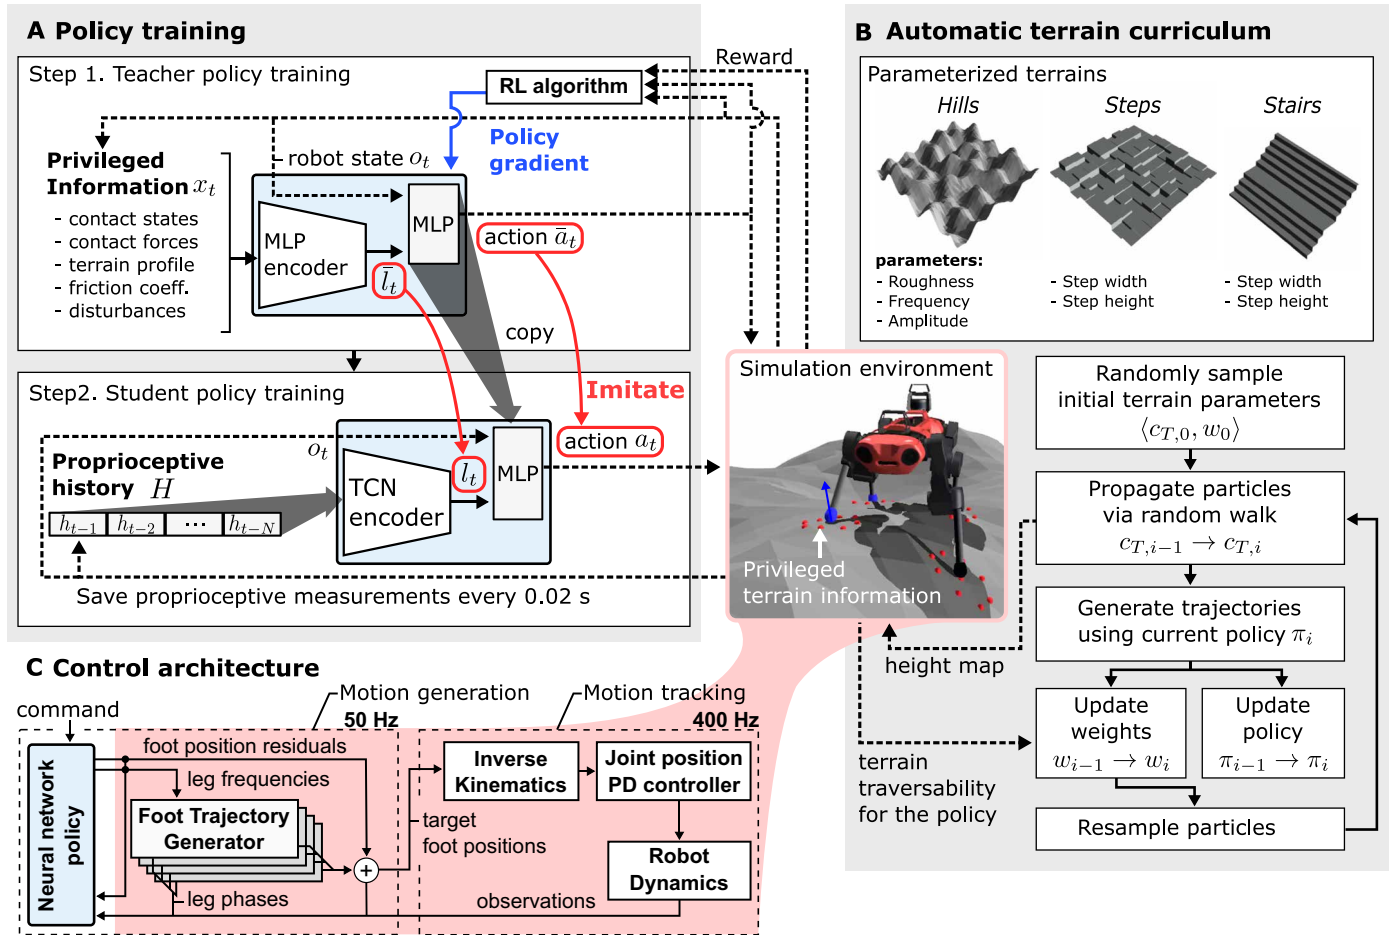 A Policy training
Step 1. Teacher policy training
RL algorithm
Reward
Policy
gradient
robot state o_t
Privileged
Information x_t
- contact states
- contact forces
- terrain profile
- friction coeff.
- disturbances
MLP
encoder
MLP
l̄_t
action ā_t
copy
Imitate
Step2. Student policy training
o_t
Proprioceptive
history H
h_{t−1} h_{t−2} ··· h_{t−N}
TCN
encoder
l_t
MLP
action a_t
Save proprioceptive measurements every 0.02 s
Simulation environment
Privileged
terrain information
B Automatic terrain curriculum
Parameterized terrains
Hills
Steps
Stairs
parameters:
- Roughness
- Frequency
- Amplitude
- Step width
- Step height
- Step width
- Step height
Randomly sample
initial terrain parameters
⟨c_{T,0}, w_0⟩
Propagate particles
via random walk
c_{T,i−1} → c_{T,i}
Generate trajectories
using current policy π_i
height map
Update
weights
w_{i−1} → w_i
Update
policy
π_{i−1} → π_i
terrain
traversability
for the policy
Resample particles
C Control architecture
command
Motion generation
50 Hz
Motion tracking
400 Hz
Neural network
policy
foot position residuals
leg frequencies
Foot Trajectory
Generator
leg phases
+
target
foot positions
Inverse
Kinematics
Joint position
PD controller
Robot
Dynamics
observations